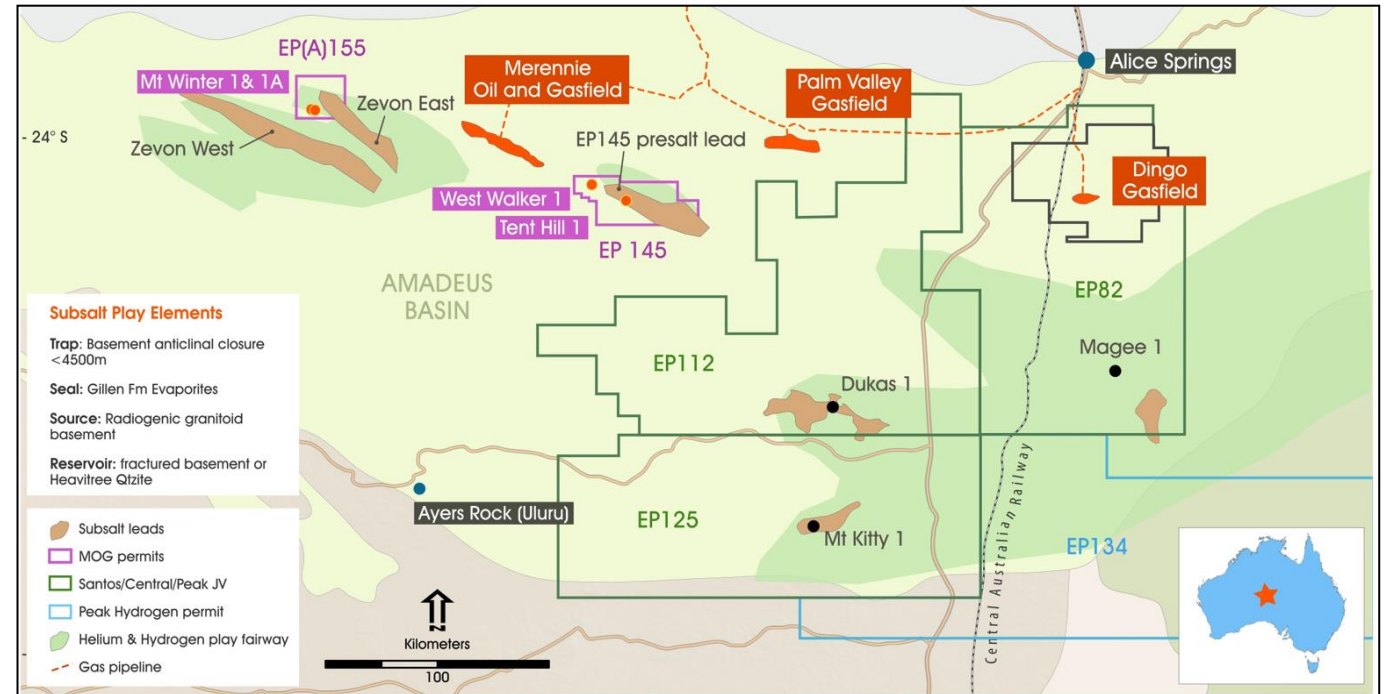 EP(A)155
Mt Winter 1& 1A
Zevon East
Zevon West
- 24° S
Merennie
Oil and Gasfield
Palm Valley
Gasfield
Alice Springs
EP145 presalt lead
West Walker 1
Tent Hill 1
EP 145
Dingo
Gasfield
AMADEUS
BASIN
EP82
Magee 1
EP112
Dukas 1
Ayers Rock (Uluru)
EP125
Mt Kitty 1
EP134
Central Australian Railway
Subsalt Play Elements
Trap: Basement anticlinal closure
<4500m
Seal: Gillen Fm Evaporites
Source: Radiogenic granitoid
basement
Reservoir: fractured basement or
Heavitree Qtzite
Subsalt leads
MOG permits
Santos/Central/Peak JV
Peak Hydrogen permit
Helium & Hydrogen play fairway
Gas pipeline
N
Kilometers
100